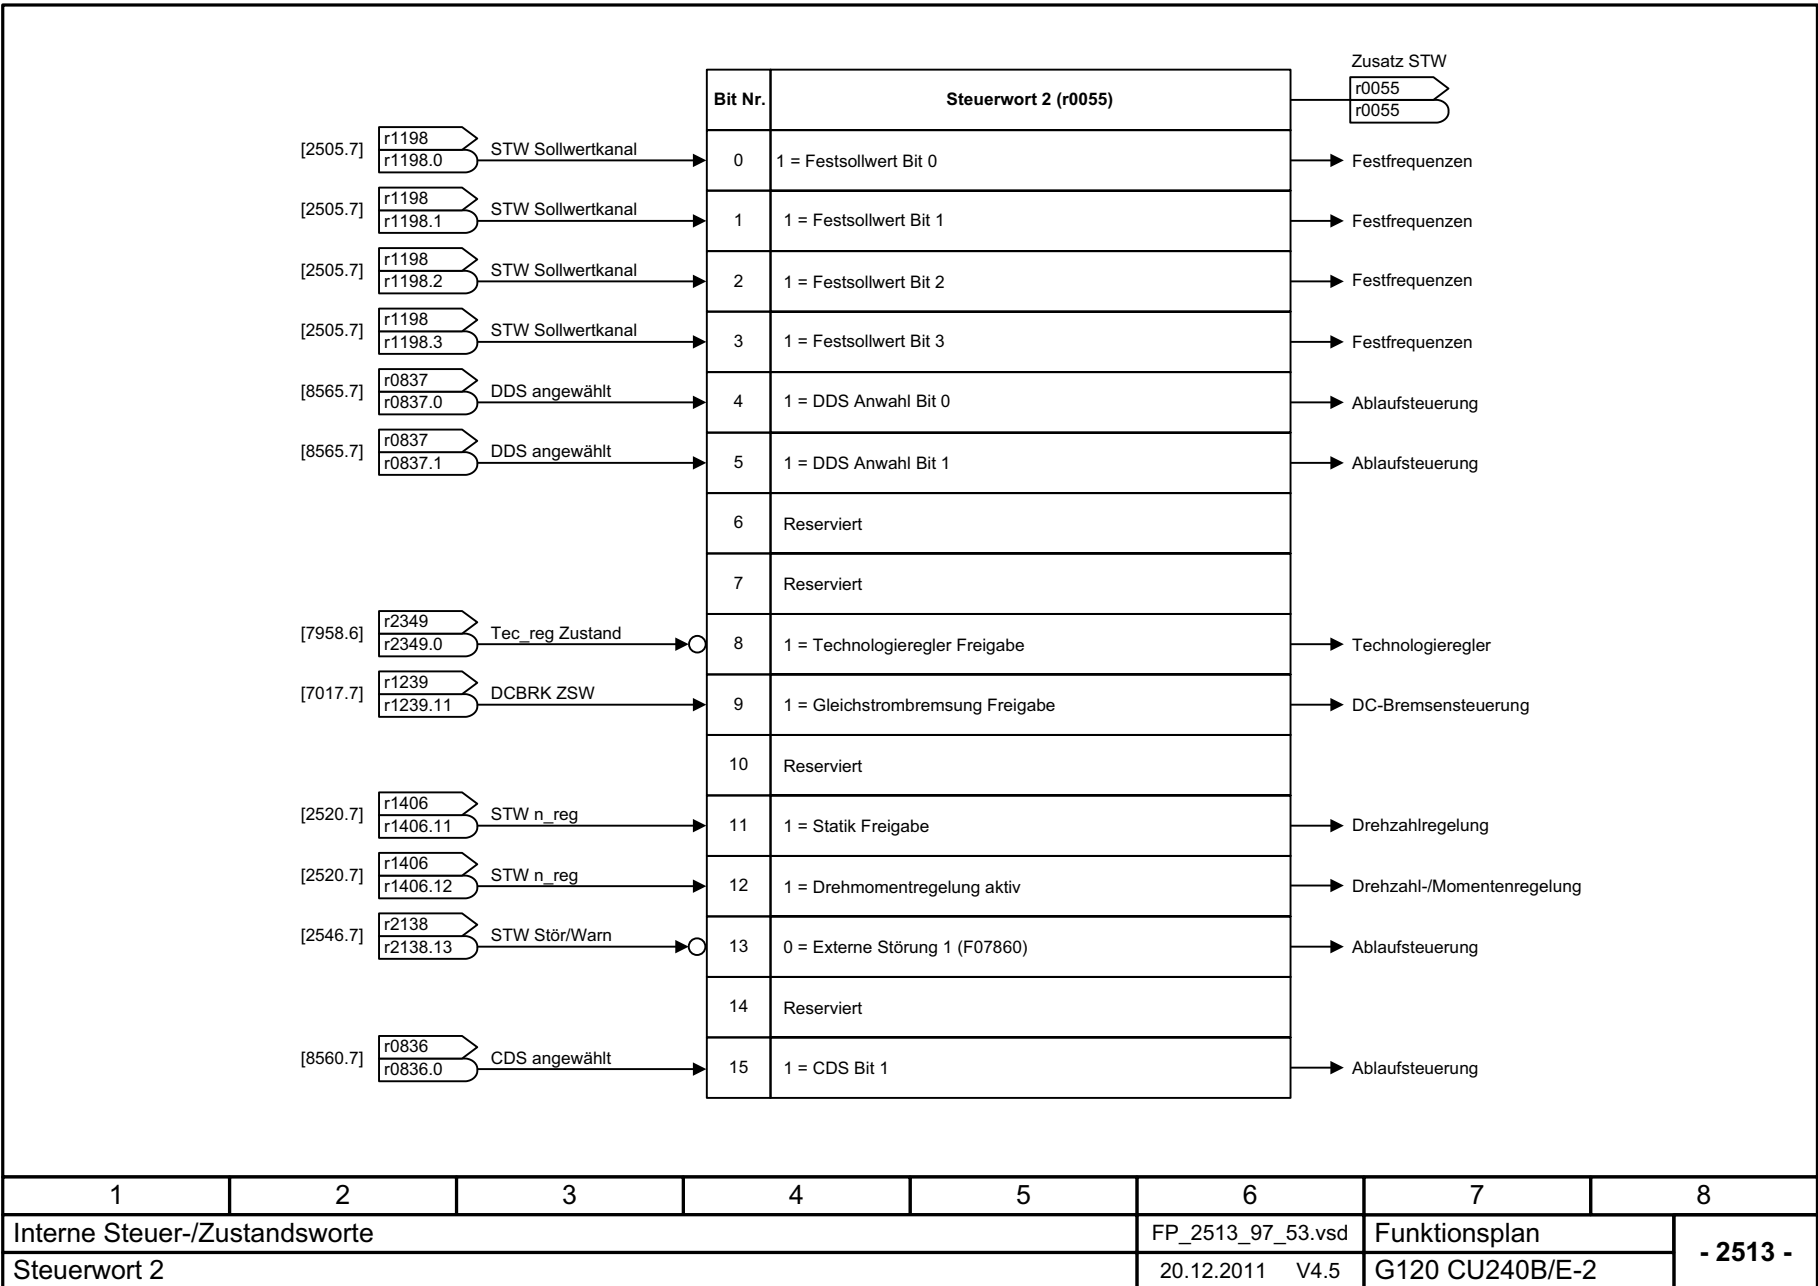 Zusatz STW
r0055
r0055
Bit Nr. Steuerwort 2 (r0055)
[2505.7] r1198 r1198.0 STW Sollwertkanal 0 1 = Festsollwert Bit 0 Festfrequenzen
[2505.7] r1198 r1198.1 STW Sollwertkanal 1 1 = Festsollwert Bit 1 Festfrequenzen
[2505.7] r1198 r1198.2 STW Sollwertkanal 2 1 = Festsollwert Bit 2 Festfrequenzen
[2505.7] r1198 r1198.3 STW Sollwertkanal 3 1 = Festsollwert Bit 3 Festfrequenzen
[8565.7] r0837 r0837.0 DDS angewählt 4 1 = DDS Anwahl Bit 0 Ablaufsteuerung
[8565.7] r0837 r0837.1 DDS angewählt 5 1 = DDS Anwahl Bit 1 Ablaufsteuerung
6 Reserviert
7 Reserviert
[7958.6] r2349 r2349.0 Tec_reg Zustand 8 1 = Technologieregler Freigabe Technologieregler
[7017.7] r1239 r1239.11 DCBRK ZSW 9 1 = Gleichstrombremsung Freigabe DC-Bremsensteuerung
10 Reserviert
[2520.7] r1406 r1406.11 STW n_reg 11 1 = Statik Freigabe Drehzahlregelung
[2520.7] r1406 r1406.12 STW n_reg 12 1 = Drehmomentregelung aktiv Drehzahl-/Momentenregelung
[2546.7] r2138 r2138.13 STW Stör/Warn 13 0 = Externe Störung 1 (F07860) Ablaufsteuerung
14 Reserviert
[8560.7] r0836 r0836.0 CDS angewählt 15 1 = CDS Bit 1 Ablaufsteuerung
1 2 3 4 5 6 7 8
Interne Steuer-/Zustandsworte FP_2513_97_53.vsd Funktionsplan - 2513 -
Steuerwort 2 20.12.2011 V4.5 G120 CU240B/E-2